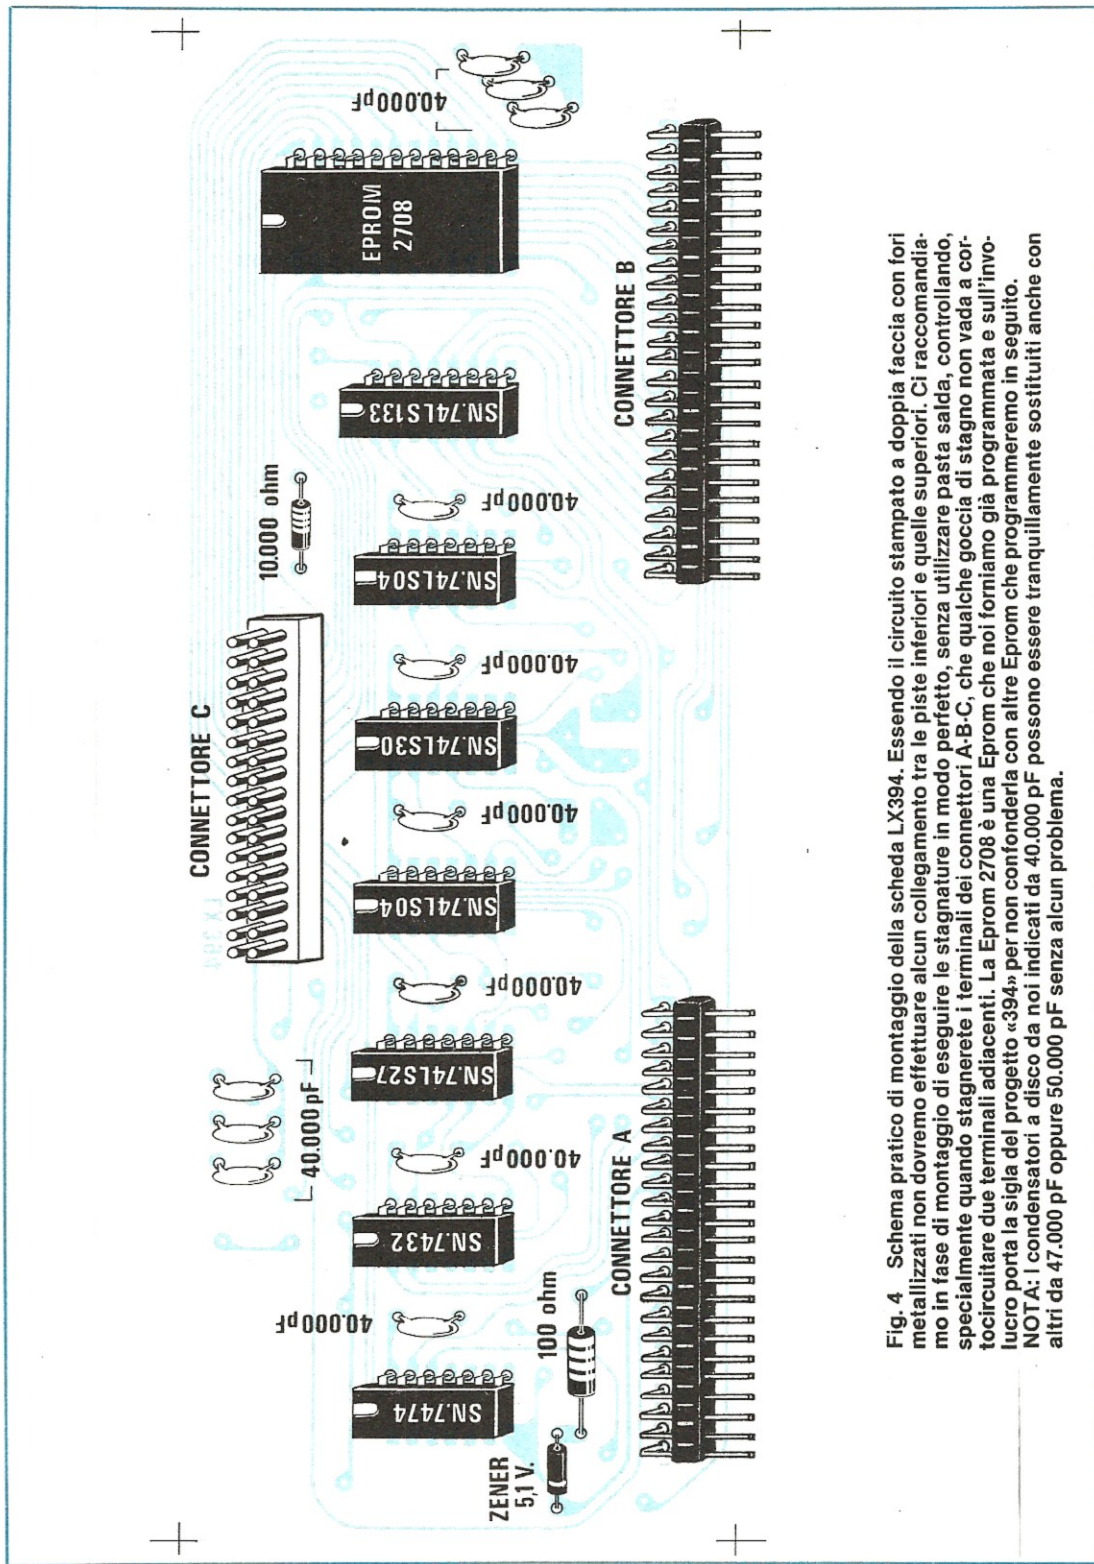 CONNETTORE C
40.000 pF
10.000 ohm
40.000 pF
EPROM
2708
SN.74LS133
40.000pF
SN.74LS04
40.000pF
SN.74LS30
40.000pF
SN.74LS04
40.000pF
SN.74LS27
40.000pF
SN.7432
40.000pF
SN.7474
ZENER
5,1 V.
100 ohm
CONNETTORE A
CONNETTORE B
LX394
Fig. 4 Schema pratico di montaggio della scheda LX394. Essendo il circuito stampato a doppia faccia con fori
metallizzati non dovremo effettuare alcun collegamento tra le piste inferiori e quelle superiori. Ci raccomandia-
mo in fase di montaggio di eseguire le stagnature in modo perfetto, senza utilizzare pasta salda, controllando,
specialmente quando stagnerete i terminali dei connettori A-B-C, che qualche goccia di stagno non vada a cor-
tocircuitare due terminali adiacenti. La Eprom 2708 è una Eprom che noi forniamo già programmata e sull'invo-
lucro porta la sigla del progetto «394» per non confonderla con altre Eprom che programmeremo in seguito.
NOTA: I condensatori a disco da noi indicati da 40.000 pF possono essere tranquillamente sostituiti anche con
altri da 47.000 pF oppure 50.000 pF senza alcun problema.